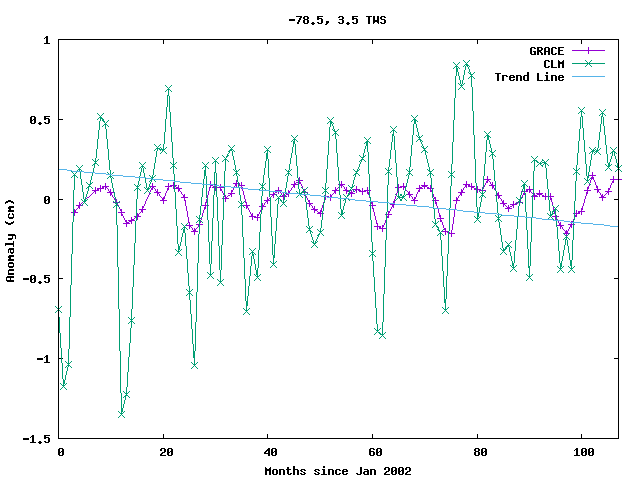 -78.5, 3.5 TWS
GRACE
CLM
Trend Line
1
0.5
0
-0.5
-1
-1.5
Anomaly (cm)
0 20 40 60 80 100
Months since Jan 2002